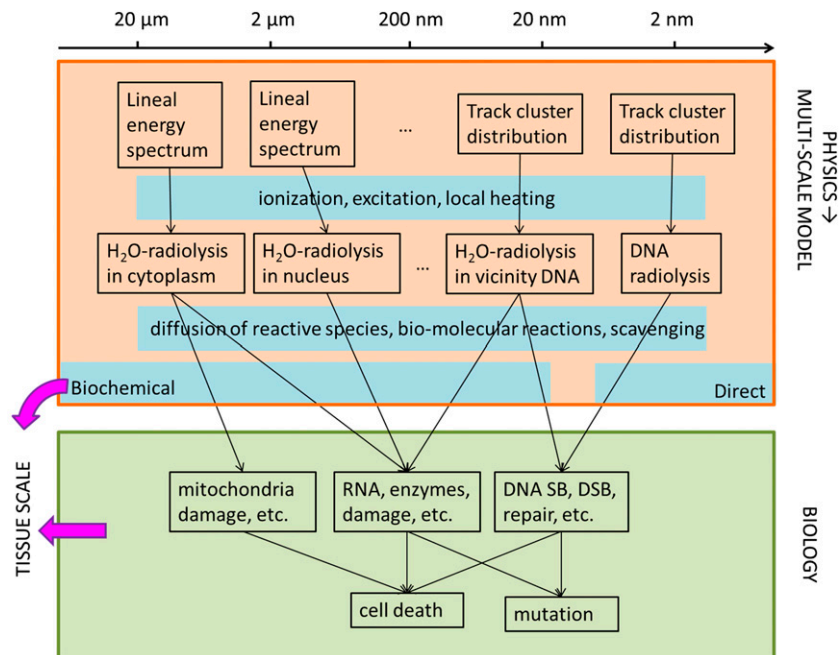 20 µm 2 µm 200 nm 20 nm 2 nm
Lineal
energy
spectrum
Lineal
energy
spectrum
...
Track cluster
distribution
Track cluster
distribution
ionization, excitation, local heating
H₂O-radiolysis
in cytoplasm
H₂O-radiolysis
in nucleus
...
H₂O-radiolysis
in vicinity DNA
DNA
radiolysis
diffusion of reactive species, bio-molecular reactions, scavenging
Biochemical
Direct
PHYSICS →
MULTI-SCALE MODEL
mitochondria
damage, etc.
RNA, enzymes,
damage, etc.
DNA SB, DSB,
repair, etc.
cell death
mutation
TISSUE SCALE
BIOLOGY